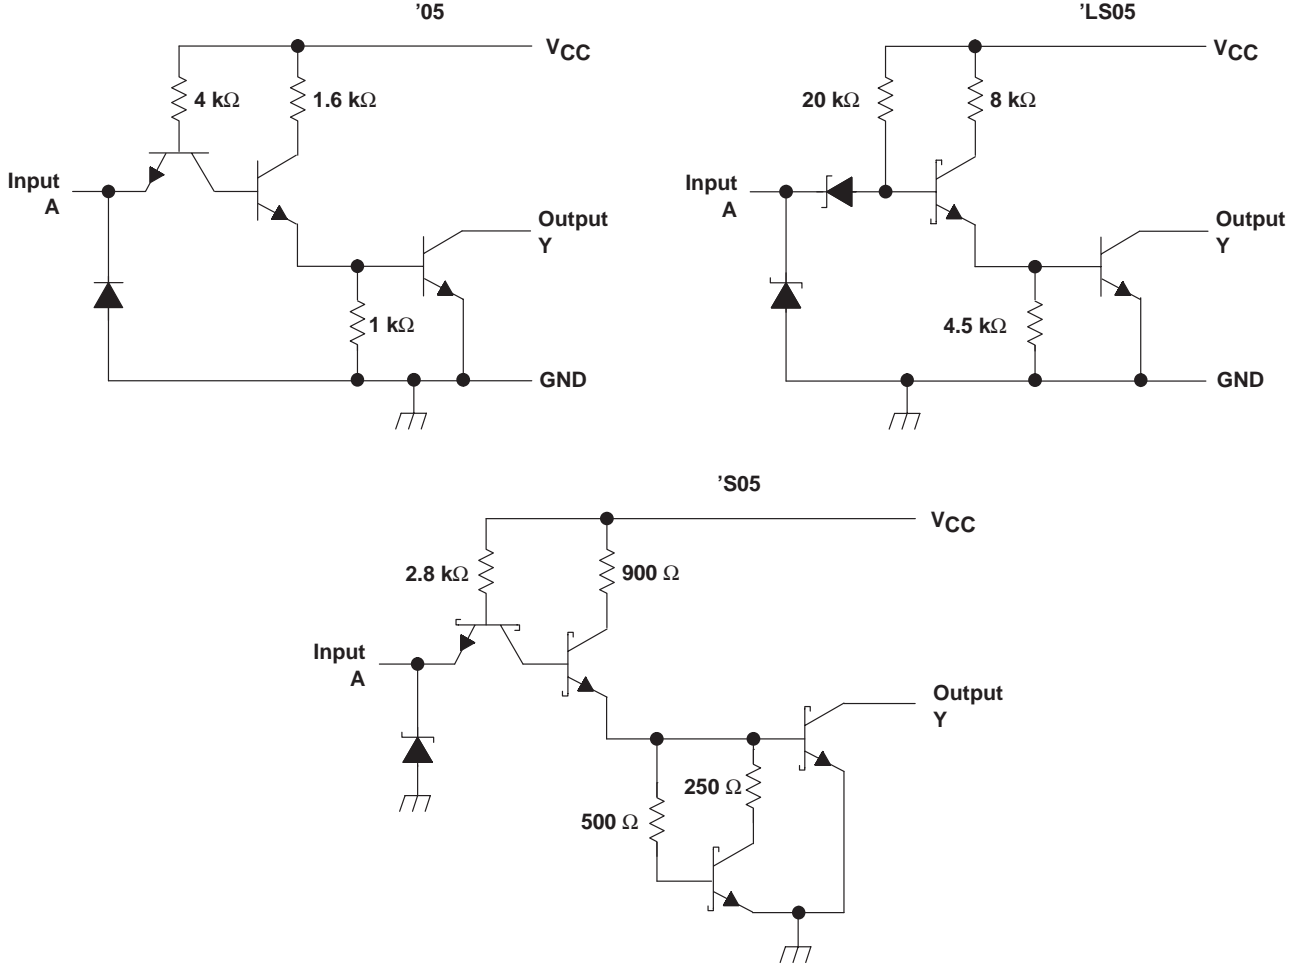 ’05
VCC
4 kΩ
1.6 kΩ
Input
A
Output
Y
1 kΩ
GND
’LS05
VCC
20 kΩ
8 kΩ
Input
A
Output
Y
4.5 kΩ
GND
’S05
VCC
2.8 kΩ
900 Ω
Input
A
Output
Y
250 Ω
500 Ω